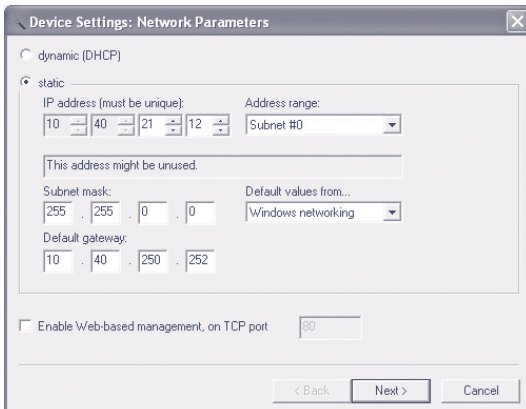 Device Settings: Network Parameters
dynamic (DHCP)
static
IP address (must be unique): Address range:
10 40 21 12 Subnet #0
This address might be unused.
Subnet mask: Default values from...
255 . 255 . 0 . 0 Windows networking
Default gateway:
10 . 40 . 250 . 252
Enable Web-based management, on TCP port 80
< Back Next > Cancel